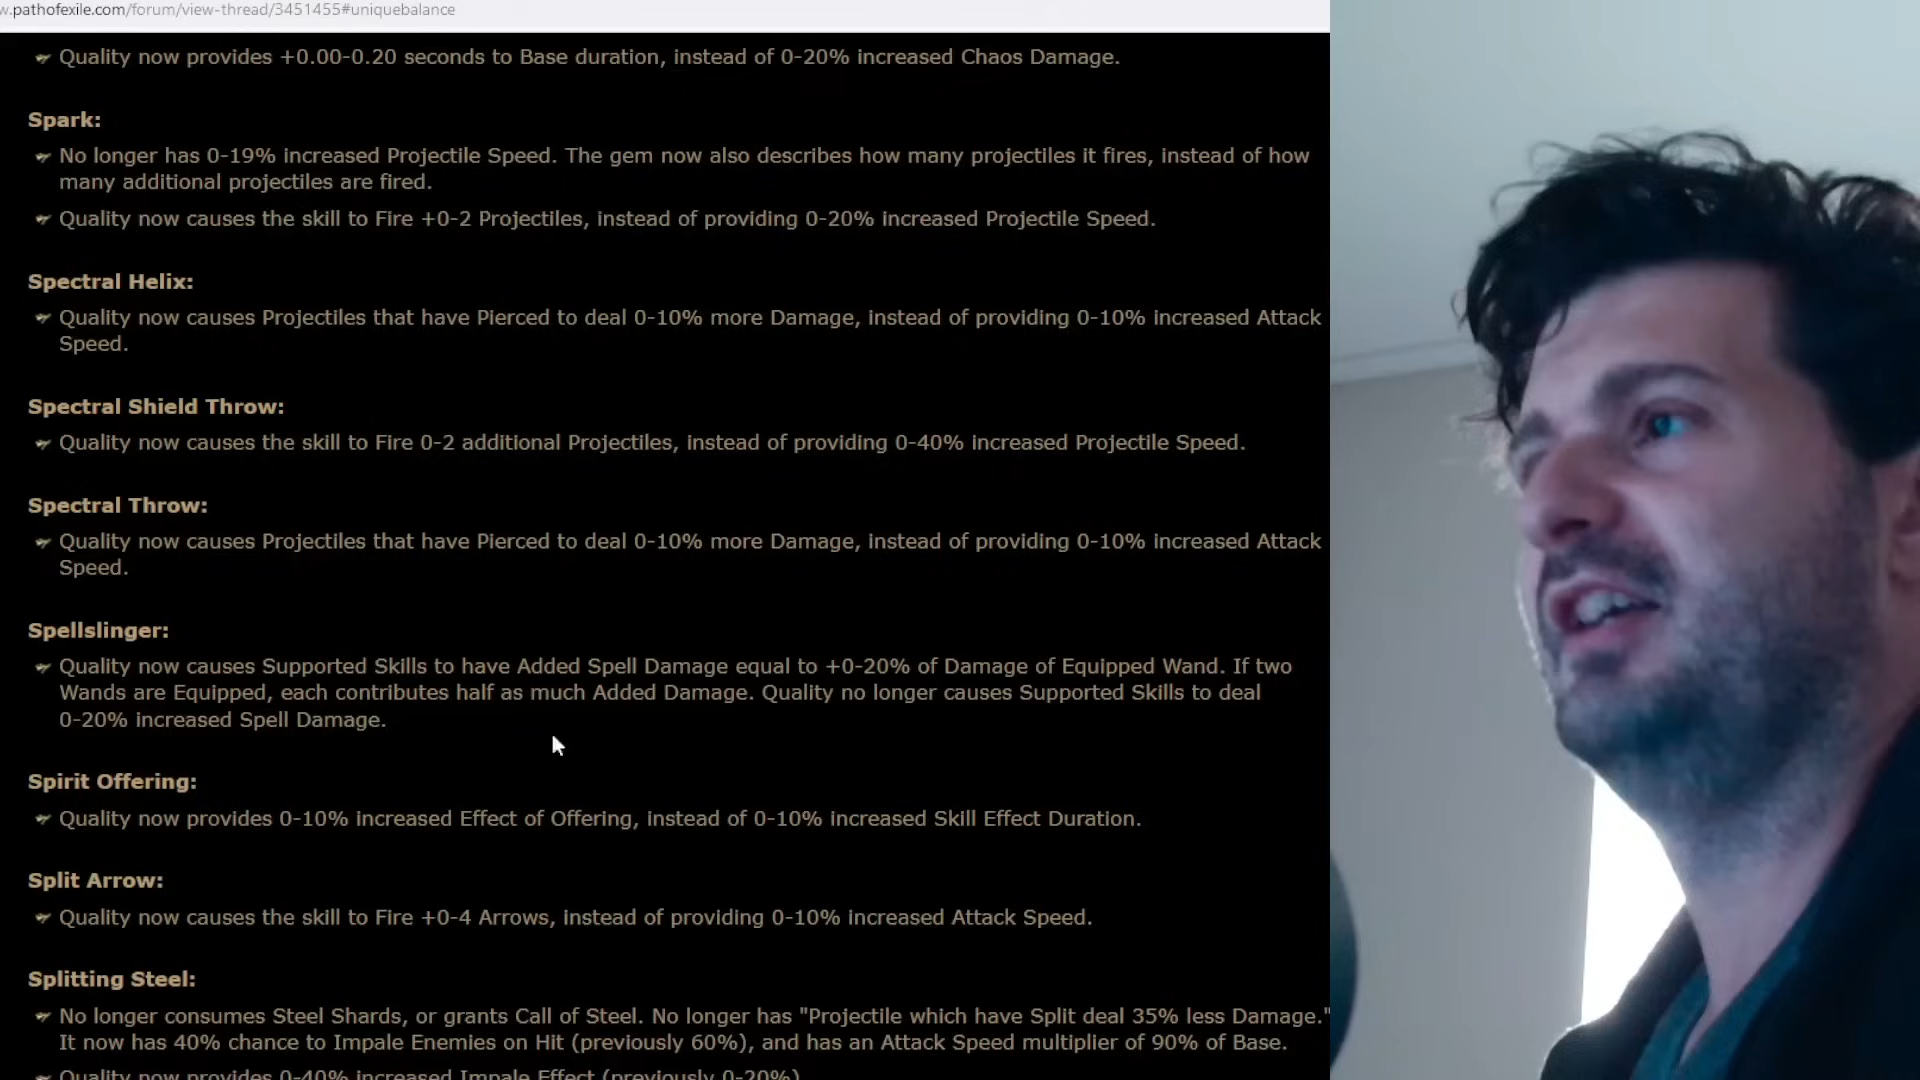 w.pathofexile.com/forum/view-thread/3451455#uniquebalance
Quality now provides +0.00-0.20 seconds to Base duration, instead of 0-20% increased Chaos Damage.
Spark:
No longer has 0-19% increased Projectile Speed. The gem now also describes how many projectiles it fires, instead of how
many additional projectiles are fired.
Quality now causes the skill to Fire +0-2 Projectiles, instead of providing 0-20% increased Projectile Speed.
Spectral Helix:
Quality now causes Projectiles that have Pierced to deal 0-10% more Damage, instead of providing 0-10% increased Attack
Speed.
Spectral Shield Throw:
Quality now causes the skill to Fire 0-2 additional Projectiles, instead of providing 0-40% increased Projectile Speed.
Spectral Throw:
Quality now causes Projectiles that have Pierced to deal 0-10% more Damage, instead of providing 0-10% increased Attack
Speed.
Spellslinger:
Quality now causes Supported Skills to have Added Spell Damage equal to +0-20% of Damage of Equipped Wand. If two
Wands are Equipped, each contributes half as much Added Damage. Quality no longer causes Supported Skills to deal
0-20% increased Spell Damage.
Spirit Offering:
Quality now provides 0-10% increased Effect of Offering, instead of 0-10% increased Skill Effect Duration.
Split Arrow:
Quality now causes the skill to Fire +0-4 Arrows, instead of providing 0-10% increased Attack Speed.
Splitting Steel:
No longer consumes Steel Shards, or grants Call of Steel. No longer has "Projectile which have Split deal 35% less Damage."
It now has 40% chance to Impale Enemies on Hit (previously 60%), and has an Attack Speed multiplier of 90% of Base.
Quality now provides 0-40% increased Impale Effect (previously 0-20%)